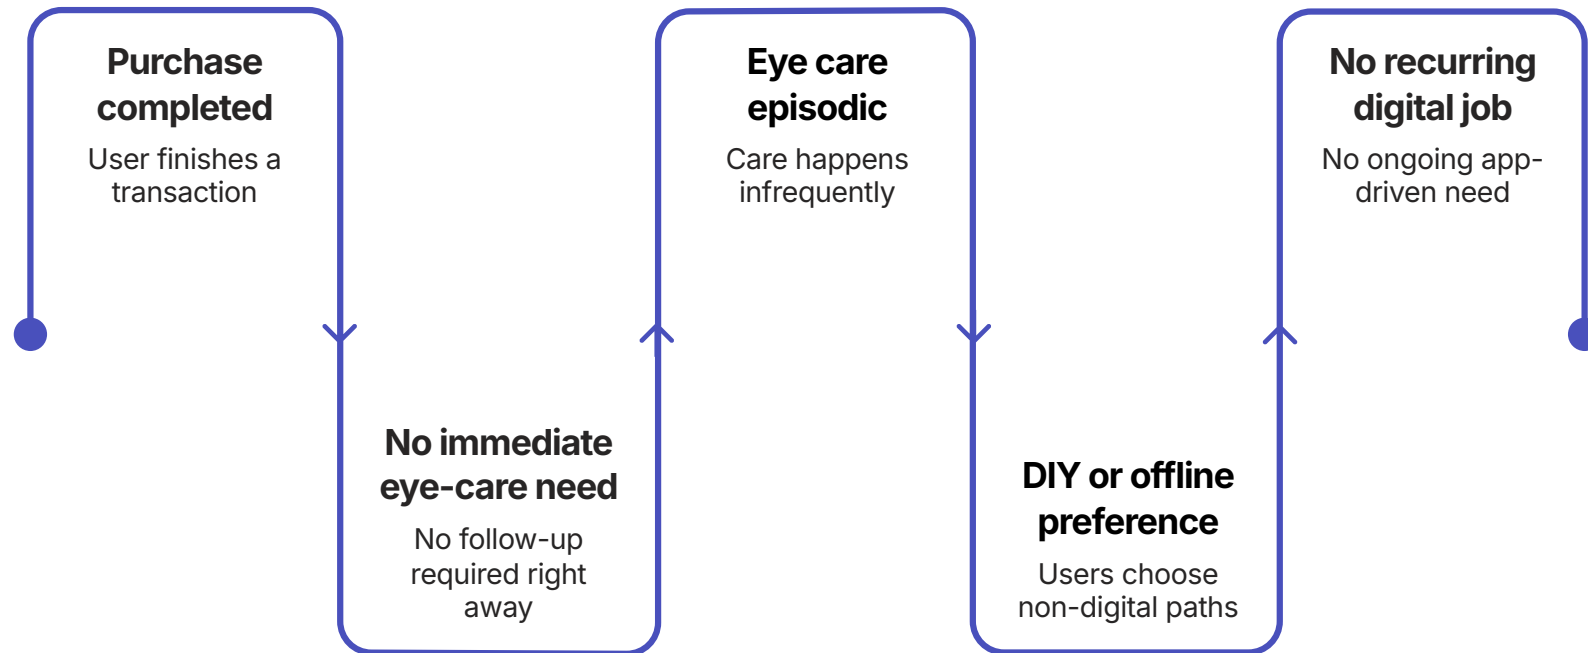 Purchase
completed
User finishes a
transaction
No immediate
eye-care need
No follow-up
required right
away
Eye care
episodic
Care happens
infrequently
DIY or offline
preference
Users choose
non-digital paths
No recurring
digital job
No ongoing app-
driven need